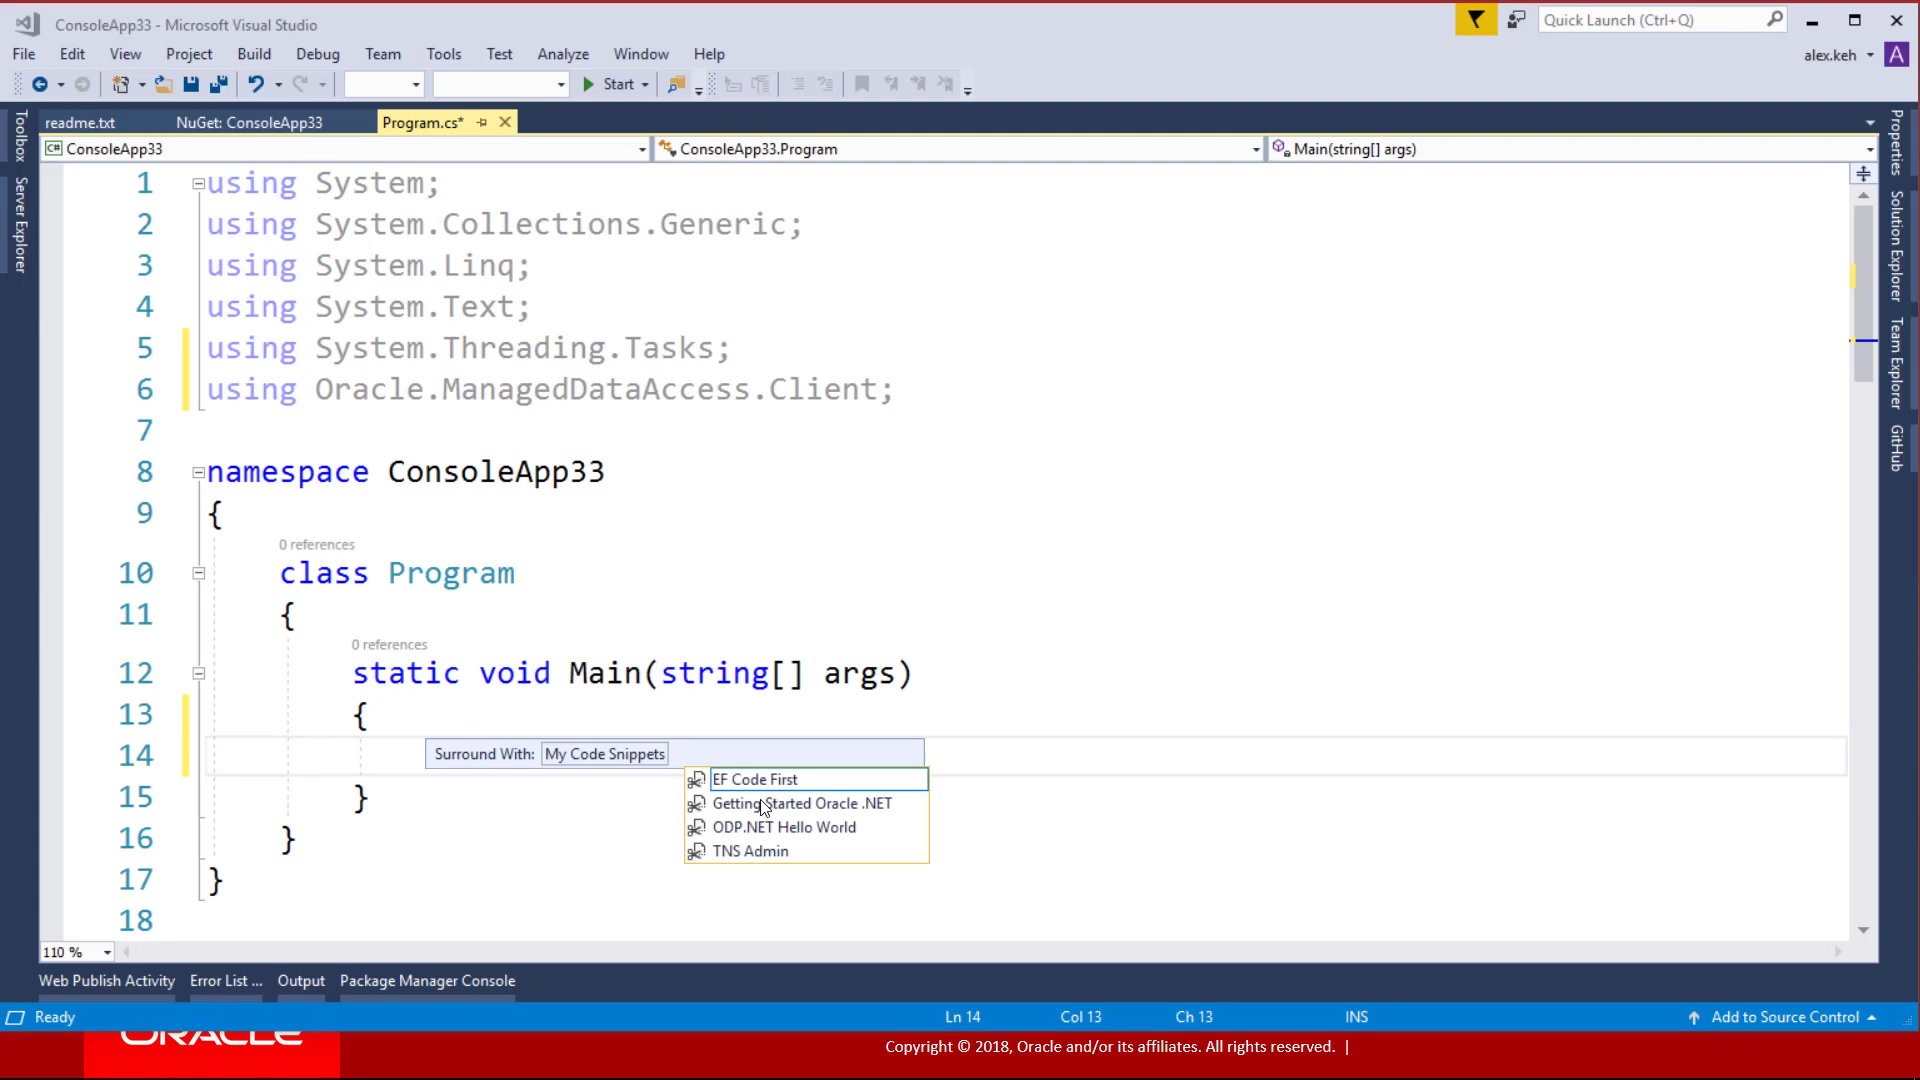 ConsoleApp33 - Microsoft Visual Studio
Quick Launch (Ctrl+Q)
File Edit View Project Build Debug Team Tools Test Analyze Window Help
alex.keh A
Start
readme.txt NuGet: ConsoleApp33 Program.cs*
C# ConsoleApp33 ConsoleApp33.Program Main(string[] args)
Toolbox
Server Explorer
Properties
Solution Explorer
Team Explorer
GitHub
1 using System;
2 using System.Collections.Generic;
3 using System.Linq;
4 using System.Text;
5 using System.Threading.Tasks;
6 using Oracle.ManagedDataAccess.Client;
7
8 namespace ConsoleApp33
9 {
0 references
10 class Program
11 {
0 references
12 static void Main(string[] args)
13 {
14 Surround With: My Code Snippets
EF Code First
Getting Started Oracle .NET
ODP.NET Hello World
TNS Admin
15 }
16 }
17 }
18
110 %
Web Publish Activity Error List ... Output Package Manager Console
Ready Ln 14 Col 13 Ch 13 INS Add to Source Control
ORACLE
Copyright © 2018, Oracle and/or its affiliates. All rights reserved. |